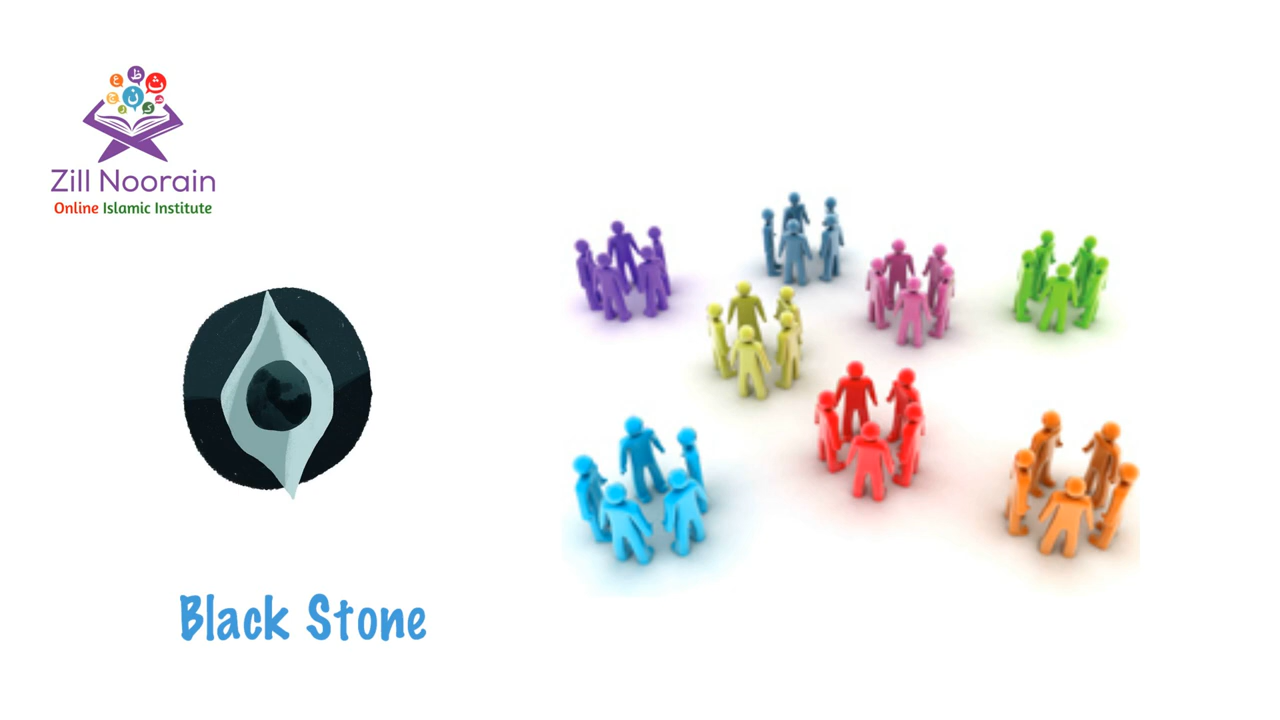 ع ظ ث
ن
Zill Noorain
Online Islamic Institute
Black Stone